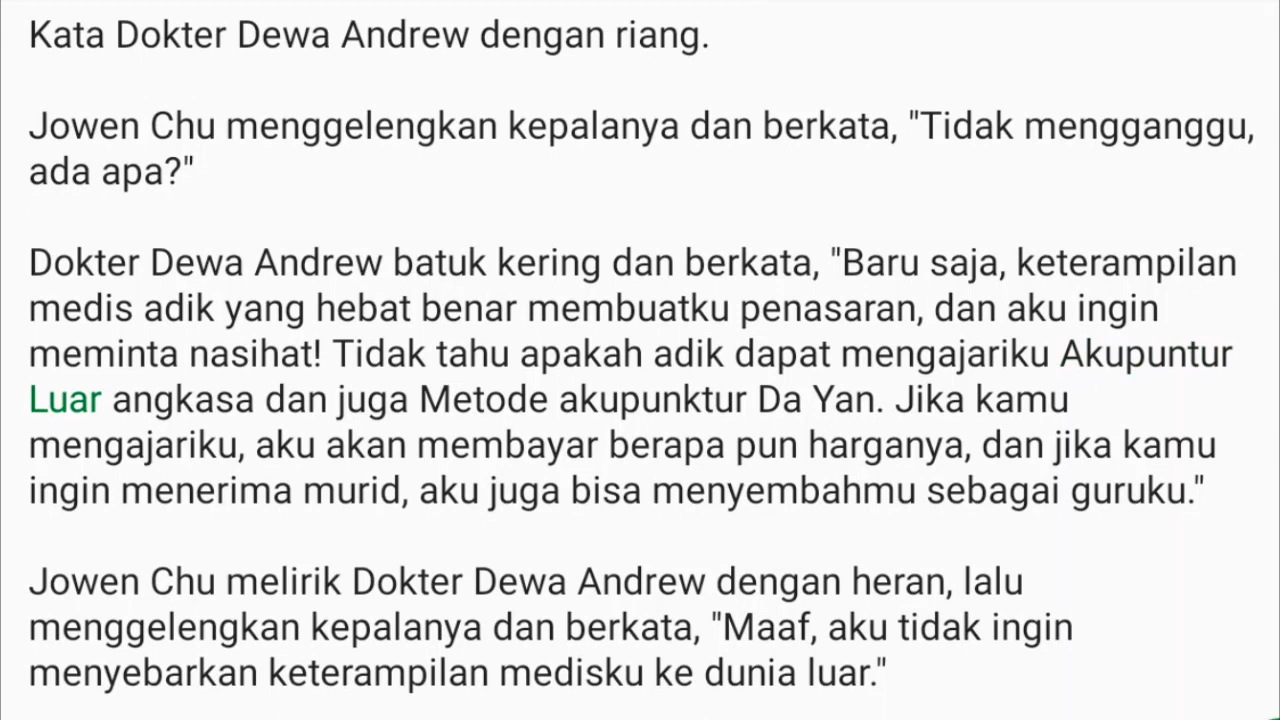 Kata Dokter Dewa Andrew dengan riang.
Jowen Chu menggelengkan kepalanya dan berkata, "Tidak mengganggu,
ada apa?"
Dokter Dewa Andrew batuk kering dan berkata, "Baru saja, keterampilan
medis adik yang hebat benar membuatku penasaran, dan aku ingin
meminta nasihat! Tidak tahu apakah adik dapat mengajariku Akupuntur
Luar angkasa dan juga Metode akupunktur Da Yan. Jika kamu
mengajariku, aku akan membayar berapa pun harganya, dan jika kamu
ingin menerima murid, aku juga bisa menyembahmu sebagai guruku."
Jowen Chu melirik Dokter Dewa Andrew dengan heran, lalu
menggelengkan kepalanya dan berkata, "Maaf, aku tidak ingin
menyebarkan keterampilan medisku ke dunia luar."